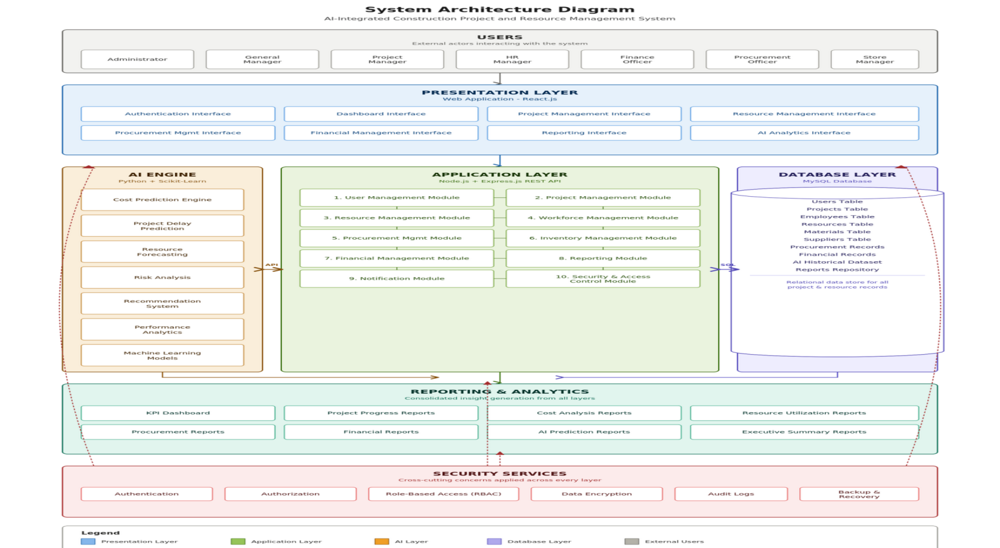 System Architecture Diagram
AI-Integrated Construction Project and Resource Management System
USERS
External actors interacting with the system
Administrator
General
Manager
Project
Manager
HR
Manager
Finance
Officer
Procurement
Officer
Store
Manager
PRESENTATION LAYER
Web Application - React.js
Authentication Interface
Dashboard Interface
Project Management Interface
Resource Management Interface
Procurement Mgmt Interface
Financial Management Interface
Reporting Interface
AI Analytics Interface
AI ENGINE
Python + Scikit-Learn
Cost Prediction Engine
Project Delay
Prediction
Resource
Forecasting
Risk Analysis
Recommendation
System
Performance
Analytics
Machine Learning
Models
API
APPLICATION LAYER
Node.js + Express.js REST API
1. User Management Module
2. Project Management Module
3. Resource Management Module
4. Workforce Management Module
5. Procurement Mgmt Module
6. Inventory Management Module
7. Financial Management Module
8. Reporting Module
9. Notification Module
10. Security & Access
Control Module
SQL
DATABASE LAYER
MySQL Database
Users Table
Projects Table
Employees Table
Resources Table
Materials Table
Suppliers Table
Procurement Records
Financial Records
AI Historical Dataset
Reports Repository
Relational data store for all
project & resource records
REPORTING & ANALYTICS
Consolidated insight generation from all layers
KPI Dashboard
Project Progress Reports
Cost Analysis Reports
Resource Utilization Reports
Procurement Reports
Financial Reports
AI Prediction Reports
Executive Summary Reports
SECURITY SERVICES
Cross-cutting concerns applied across every layer
Authentication
Authorization
Role-Based Access (RBAC)
Data Encryption
Audit Logs
Backup &
Recovery
Legend
Presentation Layer
Application Layer
AI Layer
Database Layer
External Users